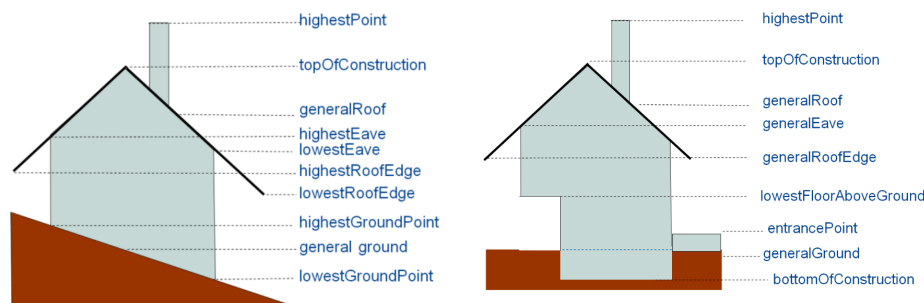 highestPoint
topOfConstruction
generalRoof
highestEave
lowestEave
highestRoofEdge
lowestRoofEdge
highestGroundPoint
general ground
lowestGroundPoint
highestPoint
topOfConstruction
generalRoof
generalEave
generalRoofEdge
lowestFloorAboveGround
entrancePoint
generalGround
bottomOfConstruction